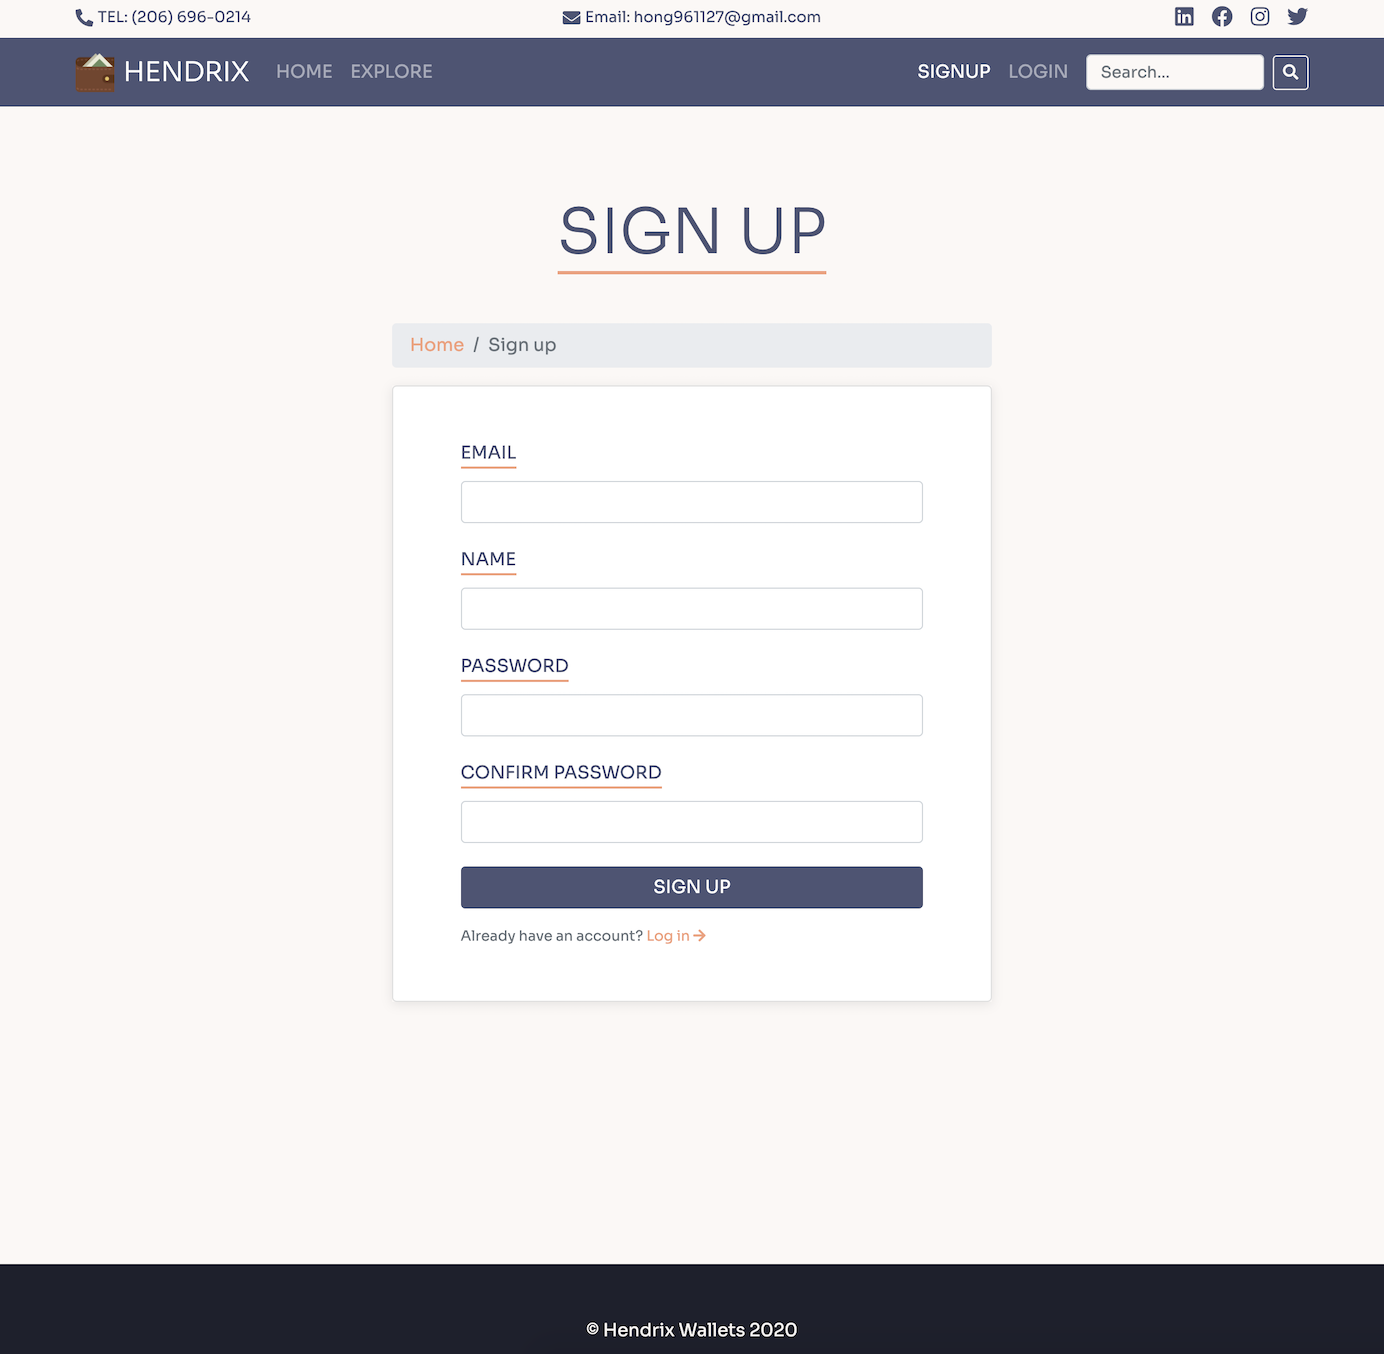 TEL: (206) 696-0214 Email: hong961127@gmail.com
HENDRIX HOME EXPLORE SIGNUP LOGIN Search...
SIGN UP
Home / Sign up
EMAIL
NAME
PASSWORD
CONFIRM PASSWORD
SIGN UP
Already have an account? Log in
© Hendrix Wallets 2020